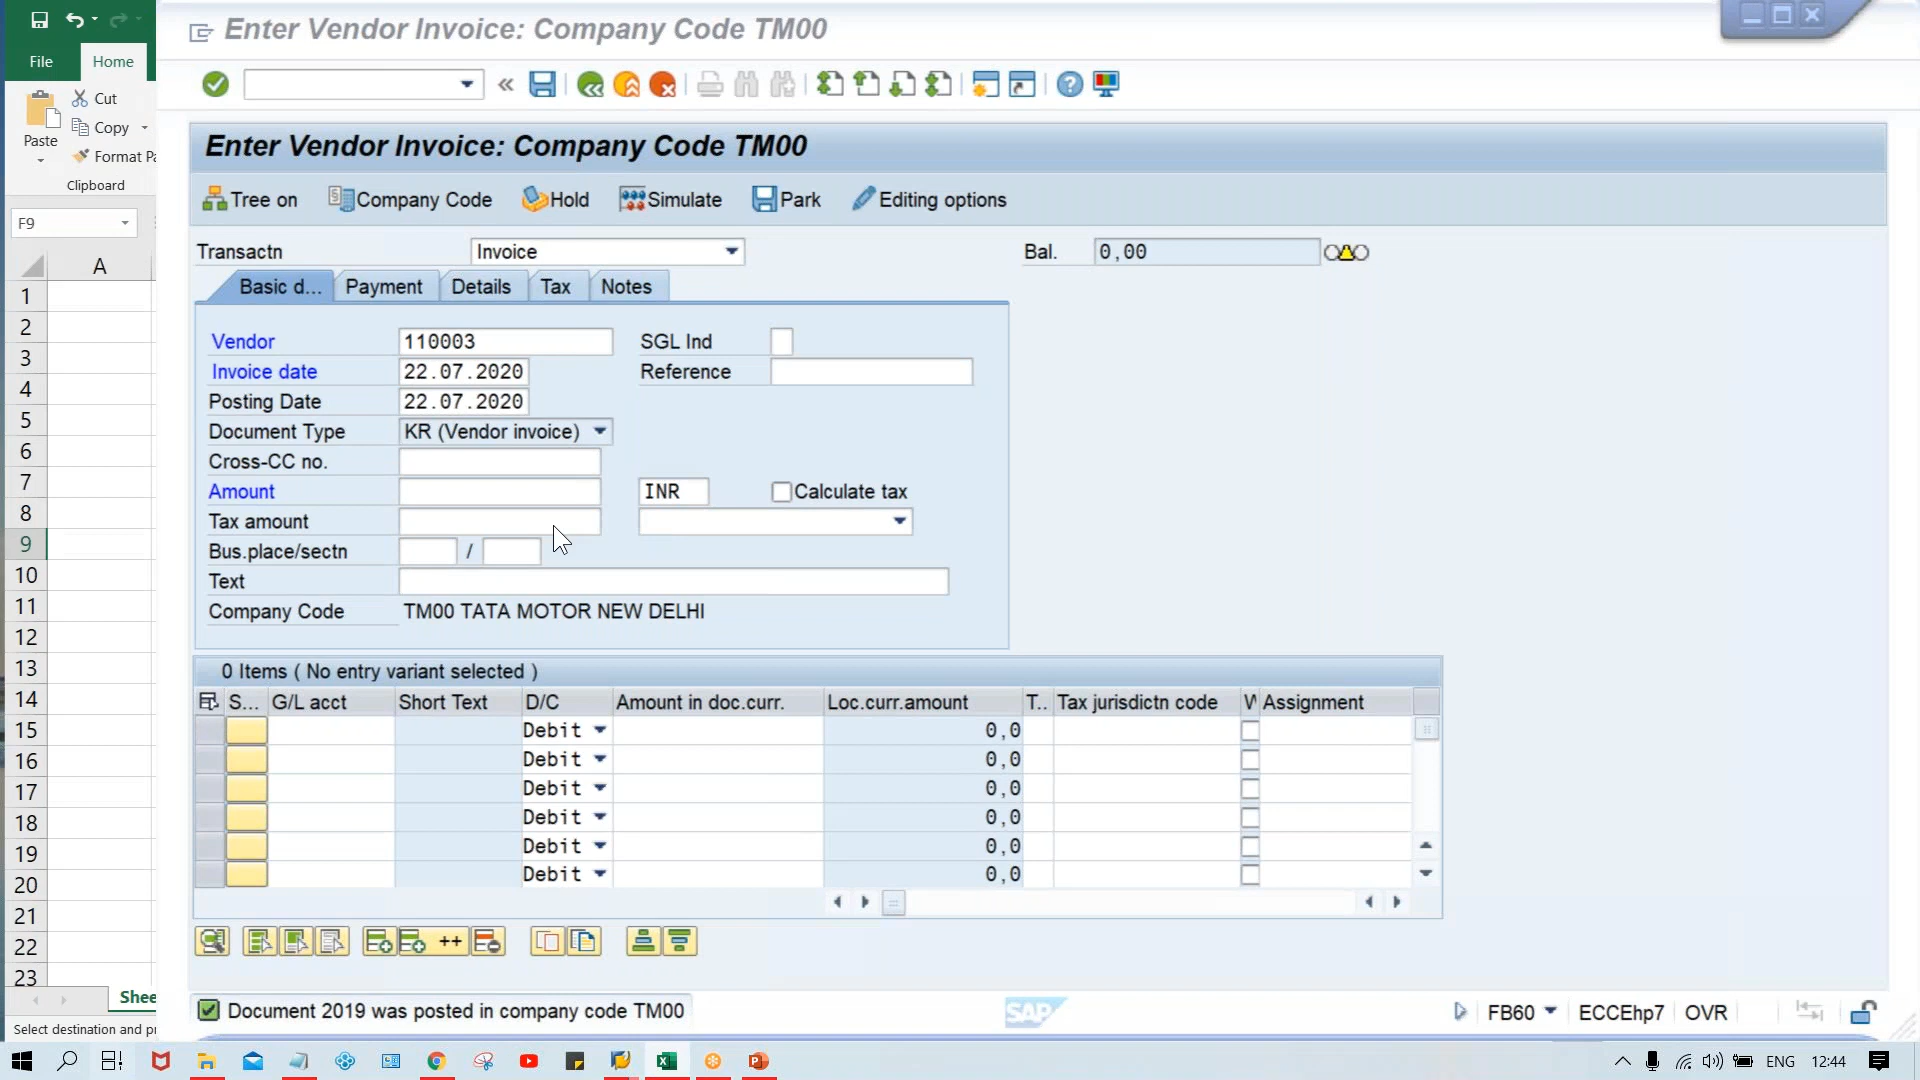 Enter Vendor Invoice: Company Code TM00
File Home
Cut
Copy
Paste
Format Pa
Clipboard
F9
A
1
2
3
4
5
6
7
8
9
10
11
12
13
14
15
16
17
18
19
20
21
22
23
Shee
Select destination and pr
Enter Vendor Invoice: Company Code TM00
Tree on Company Code Hold Simulate Park Editing options
Transactn Invoice Bal. 0,00
Basic d... Payment Details Tax Notes
Vendor 110003 SGL Ind
Invoice date 22.07.2020 Reference
Posting Date 22.07.2020
Document Type KR (Vendor invoice)
Cross-CC no.
Amount INR Calculate tax
Tax amount
Bus.place/sectn /
Text
Company Code TM00 TATA MOTOR NEW DELHI
0 Items ( No entry variant selected )
S... G/L acct Short Text D/C Amount in doc.curr. Loc.curr.amount T.. Tax jurisdictn code W Assignment
Debit 0,0
Debit 0,0
Debit 0,0
Debit 0,0
Debit 0,0
Debit 0,0
++
Document 2019 was posted in company code TM00 SAP FB60 ECCEhp7 OVR
ENG 12:44